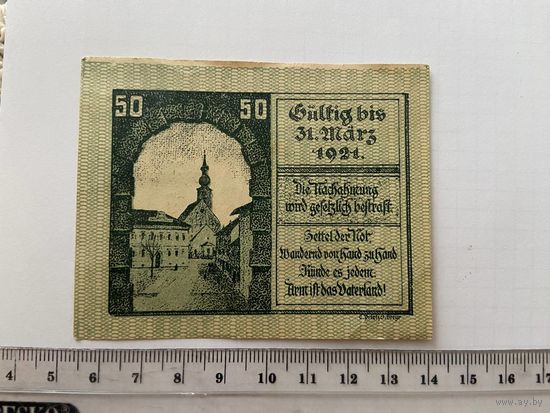 50 50
Gültig bis
31. März
1921.
Die Nachahmung
wird gesetzlich bestraft.
Zettel der Not
Wandernd von Hand zu Hand
Künde es jedem:
Arm ist das Vaterland!
4 5 6 7 8 9 10 11 12 13 14 15 16 17
www.ay.by